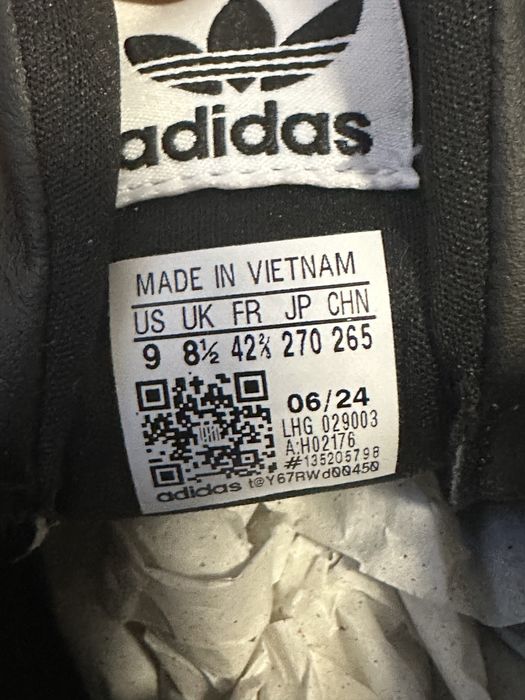 adidas
MADE IN VIETNAM
US UK FR JP CHN
9 8½ 42⅔ 270 265
06/24
LHG 029003
A:H02176
#135205798
adidas t@Y67RWd00450